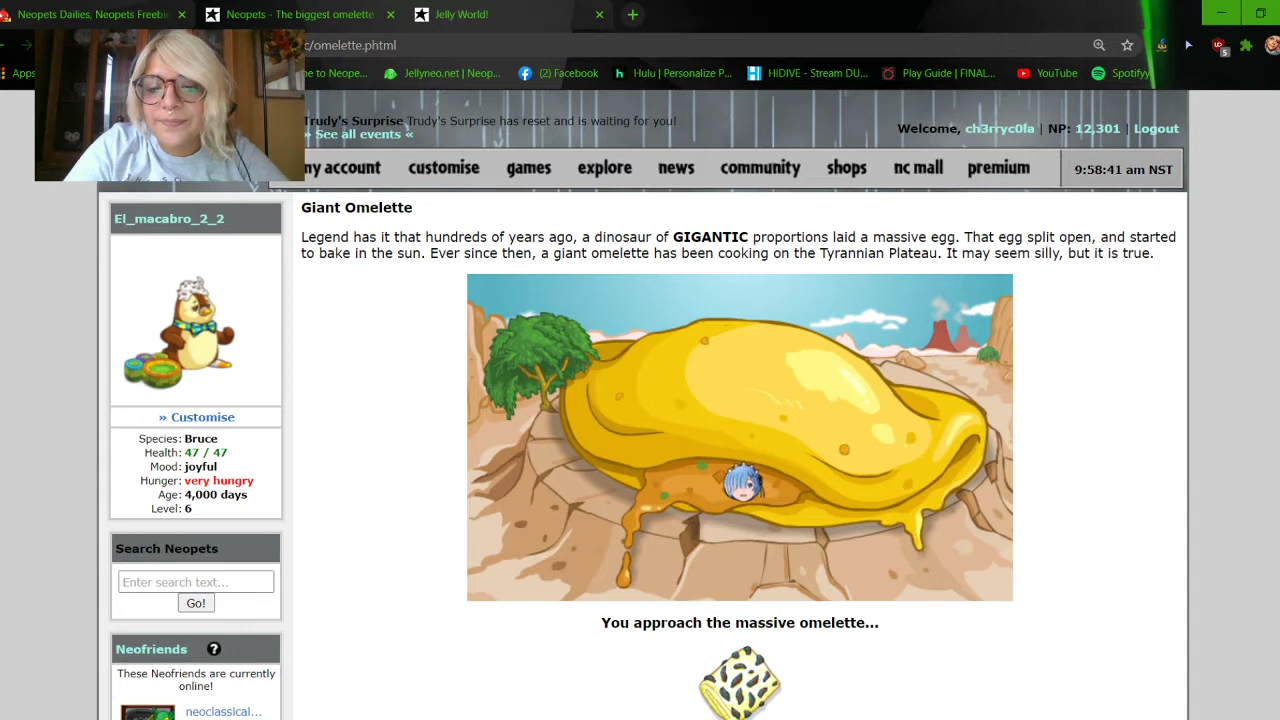 Neopets Dailies, Neopets Freebie
Neopets - The biggest omelette
Jelly World!
c/omelette.phtml
Apps
ne to Neope...
Jellyneo.net | Neop...
(2) Facebook
Hulu | Personalize P...
HIDIVE - Stream DU...
Play Guide | FINAL...
YouTube
Spotify
5
Trudy's Surprise Trudy's Surprise has reset and is waiting for you!
» See all events «
Welcome, ch3rryc0la | NP: 12,301 | Logout
my account
customise
games
explore
news
community
shops
nc mall
premium
9:58:41 am NST
El_macabro_2_2
» Customise
Species: Bruce
Health: 47 / 47
Mood: joyful
Hunger: very hungry
Age: 4,000 days
Level: 6
Search Neopets
Enter search text...
Go!
Neofriends ?
These Neofriends are currently
online!
neoclassical...
Giant Omelette
Legend has it that hundreds of years ago, a dinosaur of GIGANTIC proportions laid a massive egg. That egg split open, and started
to bake in the sun. Ever since then, a giant omelette has been cooking on the Tyrannian Plateau. It may seem silly, but it is true.
You approach the massive omelette...